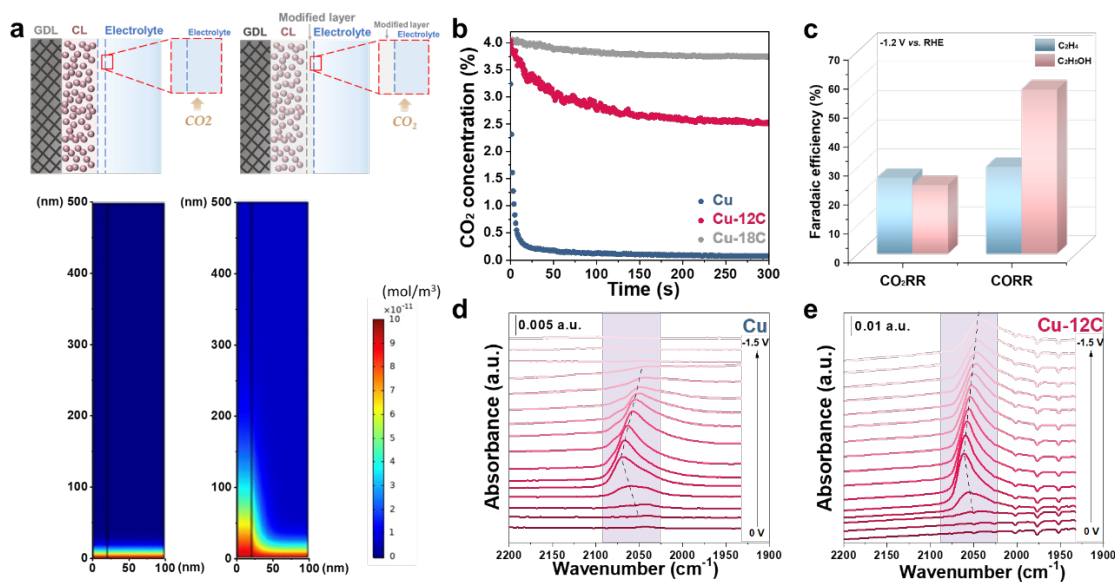 a
GDL CL Electrolyte
Electrolyte
CO2
Modified layer
GDL CL Electrolyte
Modified layer
Electrolyte
CO₂
(nm) 500
400
300
200
100
0
0 50 100 (nm)
(nm) 500
400
300
200
100
0
0 50 100 (nm)
(mol/m³)
×10⁻¹¹
10
9
8
7
6
5
4
3
2
1
0
b
CO₂ concentration (%)
4.0
3.5
3.0
2.5
2.0
1.5
1.0
0.5
0.0
Cu
Cu-12C
Cu-18C
0 50 100 150 200 250 300
Time (s)
c
-1.2 V vs. RHE
C₂H₄
C₂H₅OH
Faradaic efficiency (%)
70
60
50
40
30
20
10
0
CO₂RR CORR
d
0.005 a.u.
Cu
-1.5 V
0 V
Absorbance (a.u.)
2200 2150 2100 2050 2000 1950 1900
Wavenumber (cm⁻¹)
e
0.01 a.u.
Cu-12C
-1.5 V
0 V
Absorbance (a.u.)
2200 2150 2100 2050 2000 1950 1900
Wavenumber (cm⁻¹)